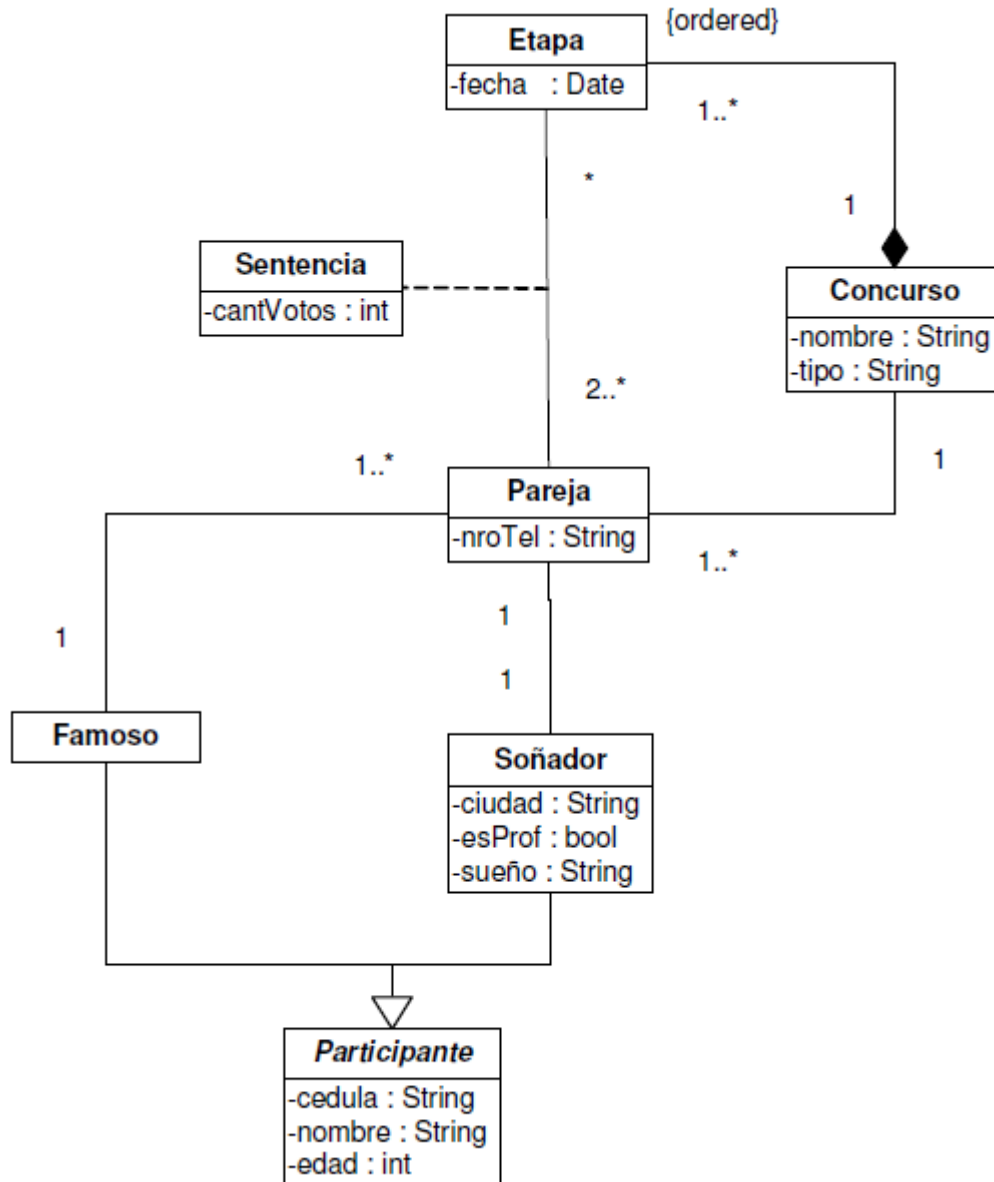 {ordered}
Etapa
-fecha : Date
1..*
*
1
Sentencia
-cantVotos : int
Concurso
-nombre : String
-tipo : String
2..*
1..*
1
Pareja
-nroTel : String
1..*
1
1
1
Famoso
Soñador
-ciudad : String
-esProf : bool
-sueño : String
Participante
-cedula : String
-nombre : String
-edad : int